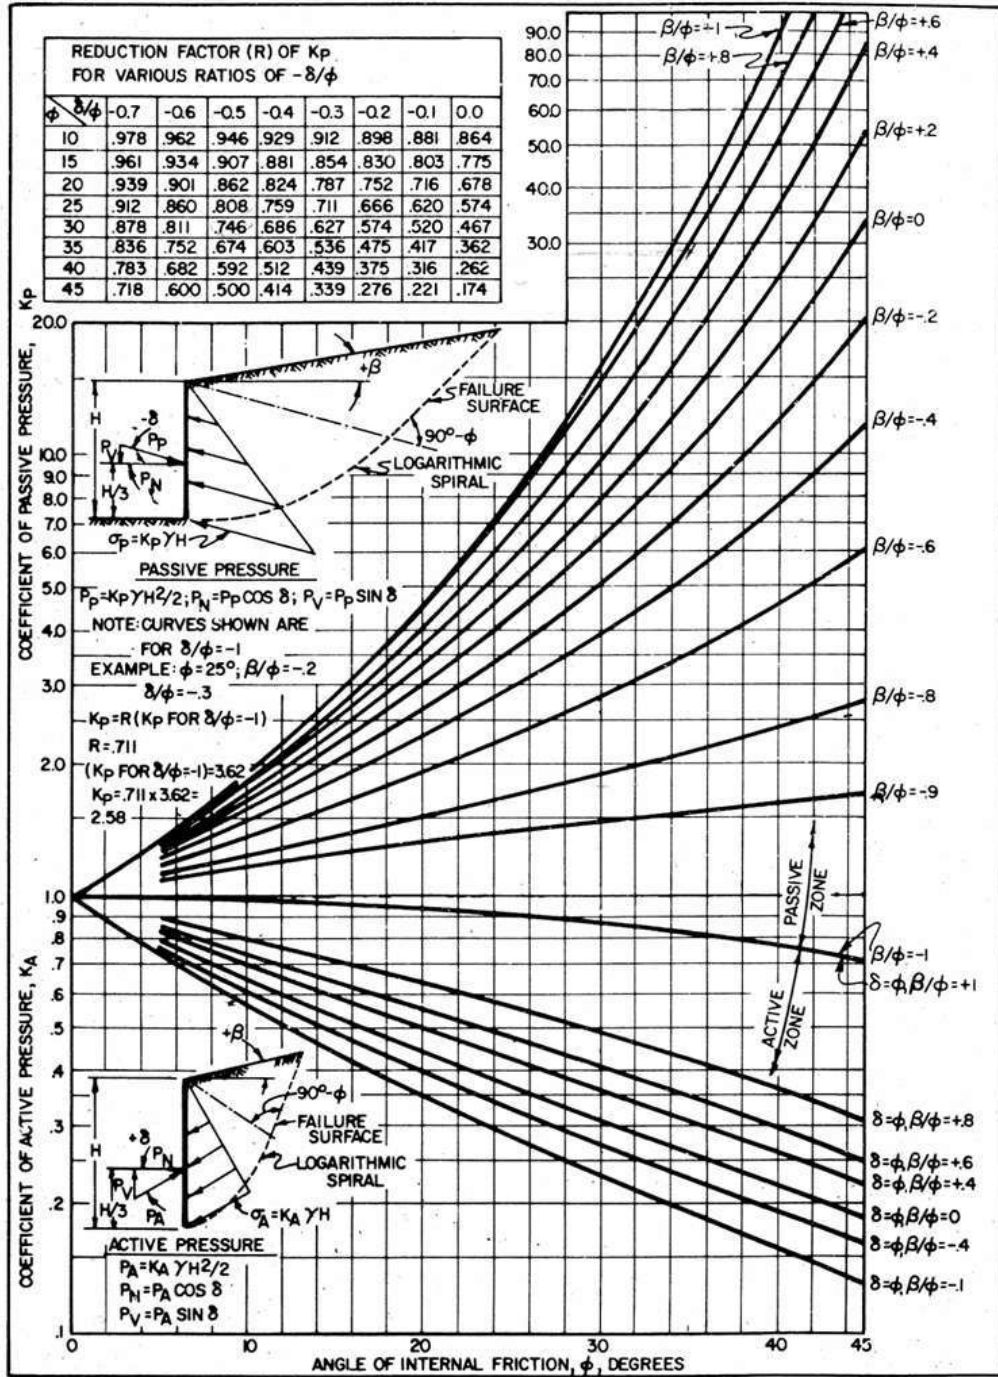 REDUCTION FACTOR (R) OF KP
FOR VARIOUS RATIOS OF -δ/ϕ
ϕ δ/ϕ -0.7 -0.6 -0.5 -0.4 -0.3 -0.2 -0.1 0.0
10 .978 .962 .946 .929 .912 .898 .881 .864
15 .961 .934 .907 .881 .854 .830 .803 .775
20 .939 .901 .862 .824 .787 .752 .716 .678
25 .912 .860 .808 .759 .711 .666 .620 .574
30 .878 .811 .746 .686 .627 .574 .520 .467
35 .836 .752 .674 .603 .536 .475 .417 .362
40 .783 .682 .592 .512 .439 .375 .316 .262
45 .718 .600 .500 .414 .339 .276 .221 .174
90.0
80.0
70.0
60.0
50.0
40.0
30.0
β/ϕ=+1
β/ϕ=+.8
β/ϕ=+.6
β/ϕ=+.4
β/ϕ=+.2
β/ϕ=0
β/ϕ=-.2
β/ϕ=-.4
β/ϕ=-.6
β/ϕ=-.8
β/ϕ=-.9
β/ϕ=-1
δ=ϕ,β/ϕ=+1
δ=ϕ,β/ϕ=+.8
δ=ϕ,β/ϕ=+.6
δ=ϕ,β/ϕ=+.4
δ=ϕ,β/ϕ=0
δ=ϕ,β/ϕ=-.4
δ=ϕ,β/ϕ=-.1
COEFFICIENT OF PASSIVE PRESSURE, KP
20.0
10.0
9.0
8.0
7.0
6.0
5.0
4.0
3.0
2.0
1.0
.9
.8
.7
.6
.5
.4
.3
.2
.1
COEFFICIENT OF ACTIVE PRESSURE, KA
+β
H
-δ
PP
PV
PN
H/3
FAILURE
SURFACE
90°-ϕ
LOGARITHMIC
SPIRAL
σP=KPγH
PASSIVE PRESSURE
PP=KPγH²/2; PN=PP COS δ; PV=PP SIN δ
NOTE: CURVES SHOWN ARE
FOR δ/ϕ=-1
EXAMPLE: ϕ=25°; β/ϕ=-.2
δ/ϕ=-.3
KP=R (KP FOR δ/ϕ=-1)
R=.711
(KP FOR δ/ϕ=-1)=3.62
KP=.711 x 3.62=
2.58
PASSIVE
ZONE
ACTIVE
ZONE
+β
H
+δ
PN
PV
PA
H/3
90°-ϕ
FAILURE
SURFACE
LOGARITHMIC
SPIRAL
σA=KAγH
ACTIVE PRESSURE
PA=KAγH²/2
PN=PA COS δ
PV=PA SIN δ
0 10 20 30 40 45
ANGLE OF INTERNAL FRICTION, ϕ, DEGREES